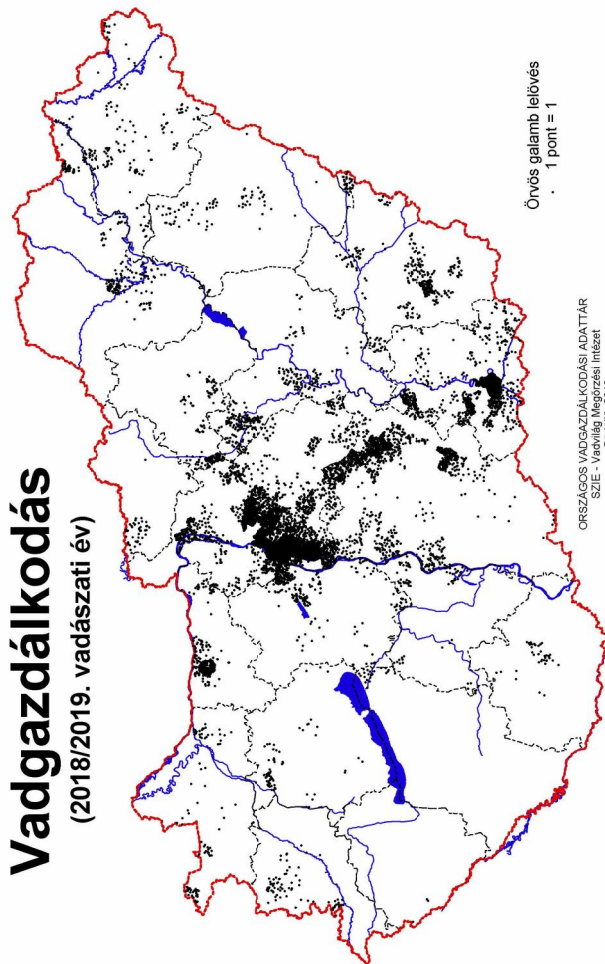 Vadgazdálkodás
(2018/2019. vadászati év)
Örvös galamb lelövés
1 pont = 1
ORSZÁGOS VADGAZDÁLKODÁSI ADATTÁR
SZIE - Vadvilág Megőrzési Intézet